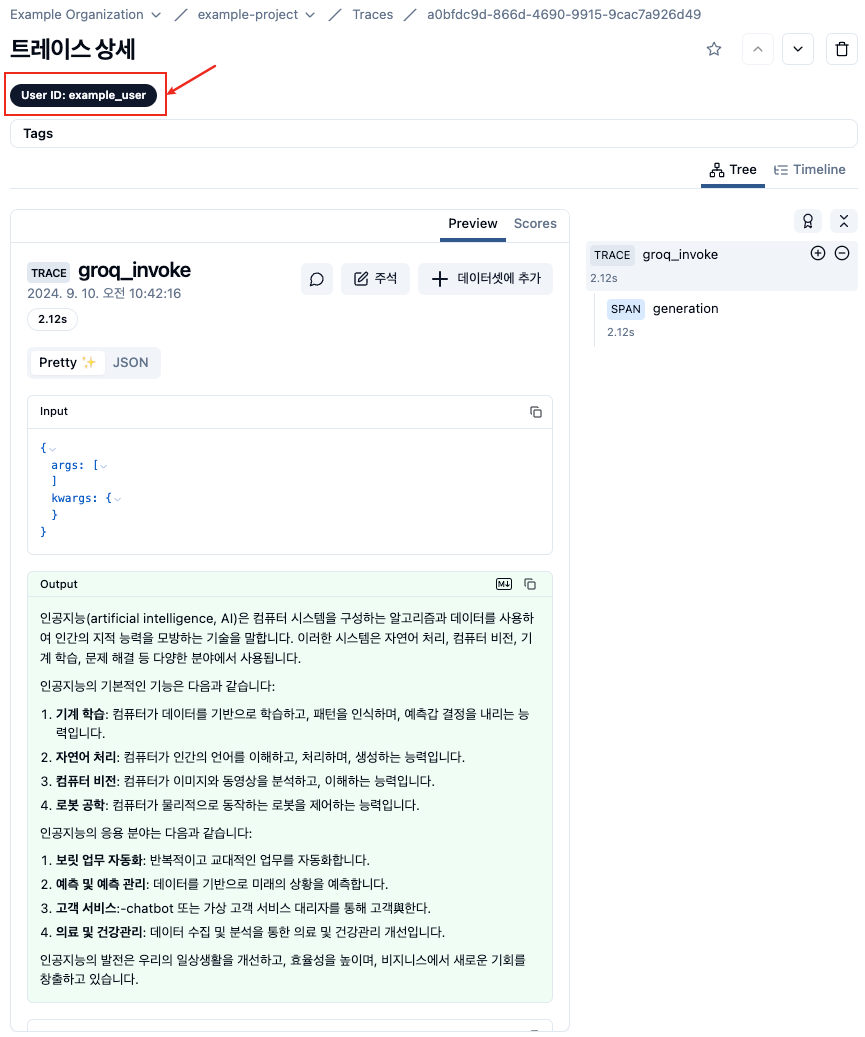 Example Organization / example-project / Traces / a0bfdc9d-866d-4690-9915-9cac7a926d49
트레이스 상세
User ID: example_user
Tags
Tree Timeline
Preview Scores
TRACE groq_invoke
2024. 9. 10. 오전 10:42:16
주석
데이터셋에 추가
2.12s
Pretty ✨ JSON
Input
{
args: [
]
kwargs: {
}
}
Output
인공지능(artificial intelligence, AI)은 컴퓨터 시스템을 구성하는 알고리즘과 데이터를 사용하
여 인간의 지적 능력을 모방하는 기술을 말합니다. 이러한 시스템은 자연어 처리, 컴퓨터 비전, 기
계 학습, 문제 해결 등 다양한 분야에서 사용됩니다.
인공지능의 기본적인 기능은 다음과 같습니다:
1. 기계 학습: 컴퓨터가 데이터를 기반으로 학습하고, 패턴을 인식하며, 예측갑 결정을 내리는 능
력입니다.
2. 자연어 처리: 컴퓨터가 인간의 언어를 이해하고, 처리하며, 생성하는 능력입니다.
3. 컴퓨터 비전: 컴퓨터가 이미지와 동영상을 분석하고, 이해하는 능력입니다.
4. 로봇 공학: 컴퓨터가 물리적으로 동작하는 로봇을 제어하는 능력입니다.
인공지능의 응용 분야는 다음과 같습니다:
1. 보릿 업무 자동화: 반복적이고 교대적인 업무를 자동화합니다.
2. 예측 및 예측 관리: 데이터를 기반으로 미래의 상황을 예측합니다.
3. 고객 서비스:-chatbot 또는 가상 고객 서비스 대리자를 통해 고객與한다.
4. 의료 및 건강관리: 데이터 수집 및 분석을 통한 의료 및 건강관리 개선입니다.
인공지능의 발전은 우리의 일상생활을 개선하고, 효율성을 높이며, 비지니스에서 새로운 기회를
창출하고 있습니다.
TRACE groq_invoke
2.12s
SPAN generation
2.12s